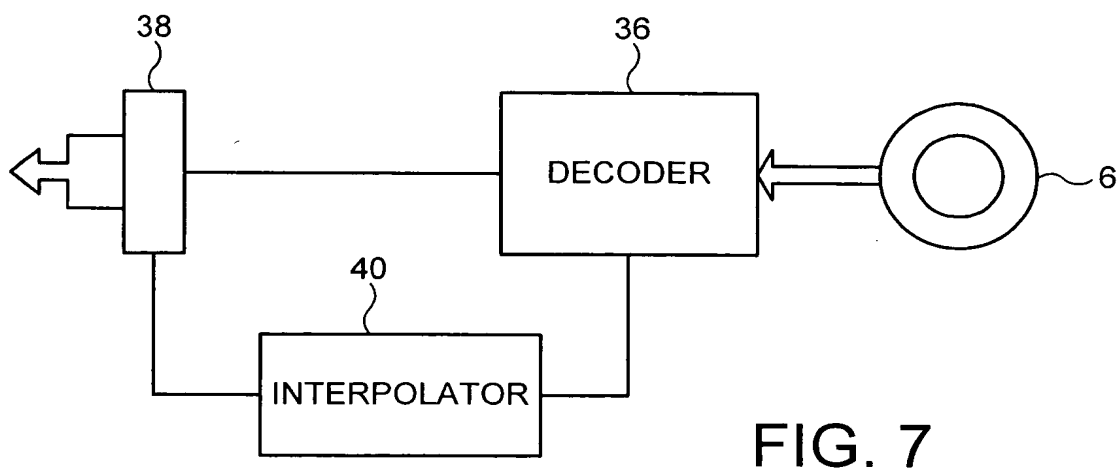 38
36
DECODER
6
40
INTERPOLATOR
FIG. 7